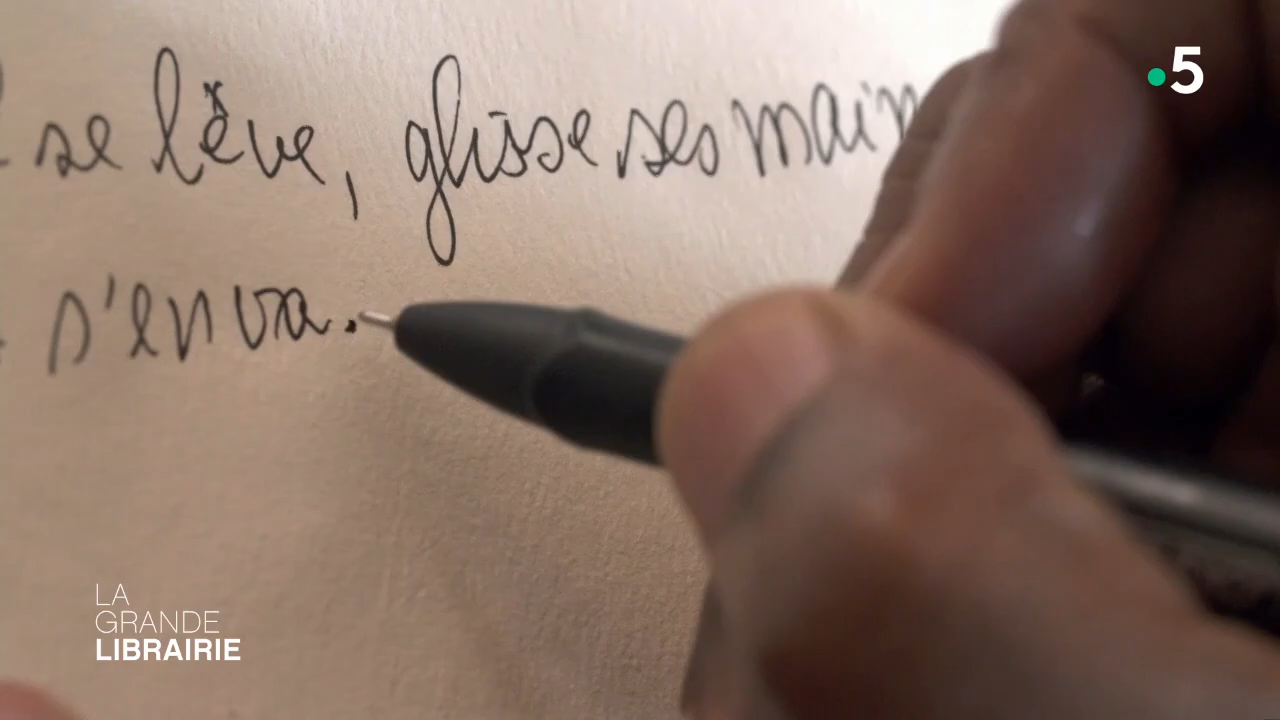 5
se lève, glisse ses main
s'en va.
LA
GRANDE
LIBRAIRIE